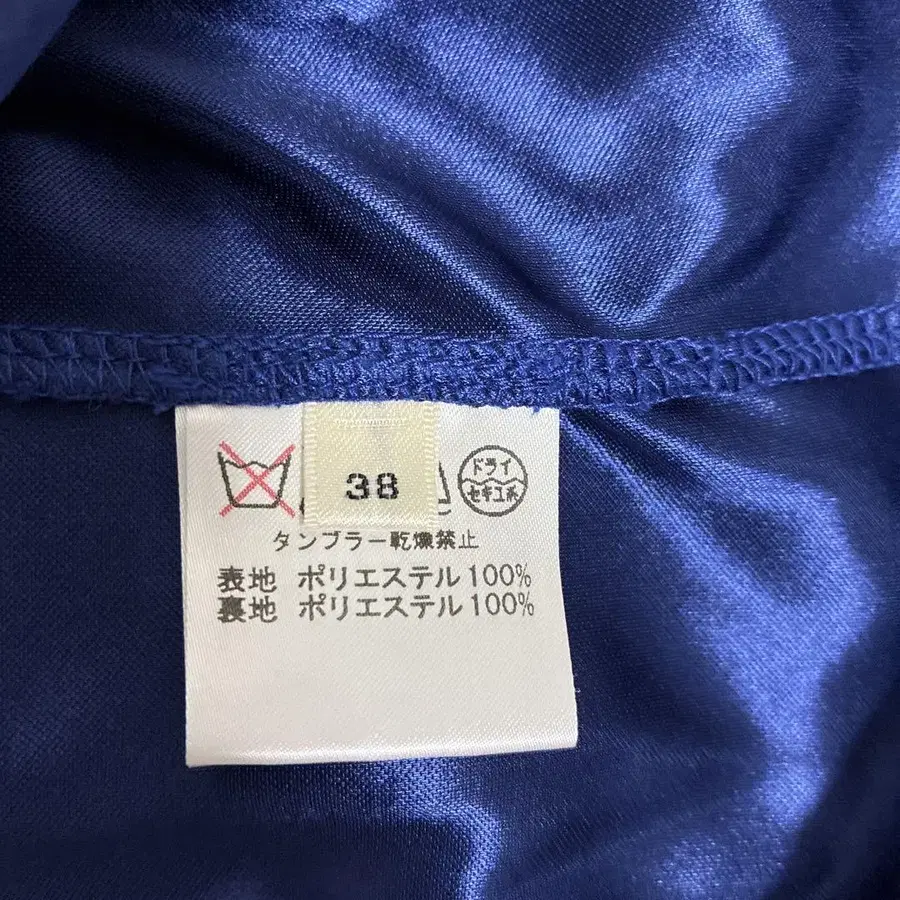 38
ドライ
セキユ系
タンブラー乾燥禁止
表地 ポリエステル100%
裏地 ポリエステル100%